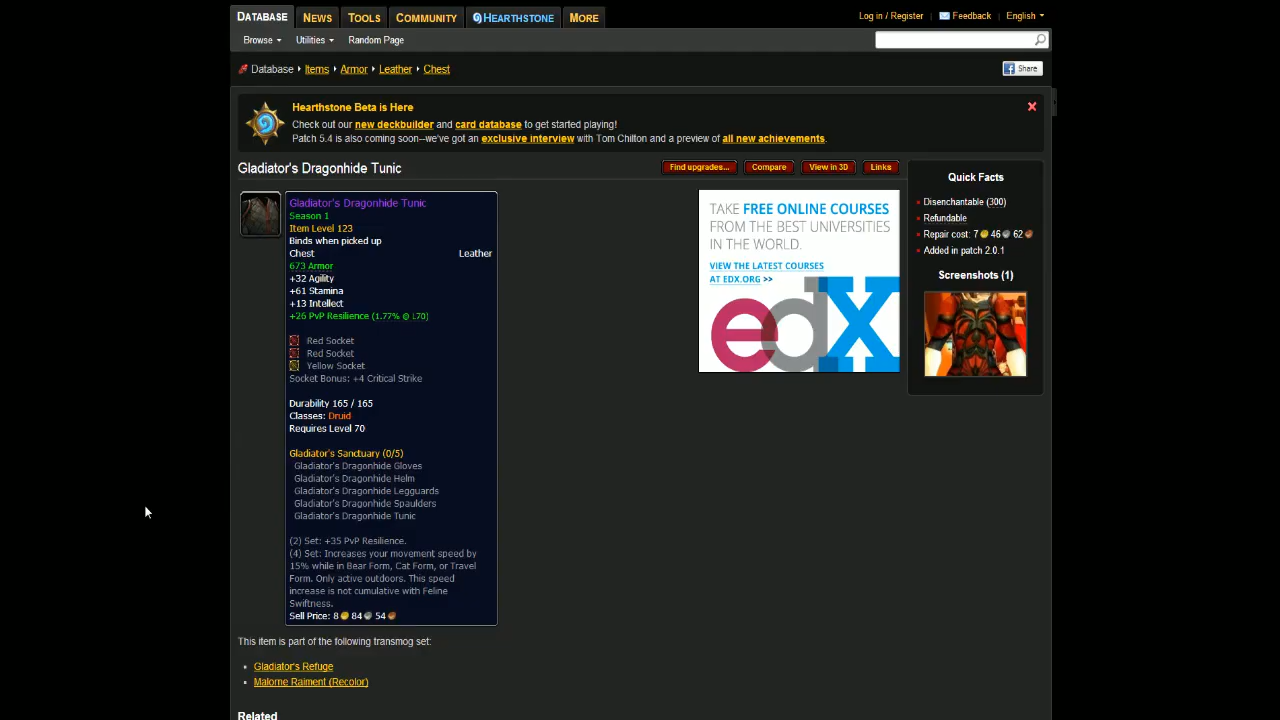 DATABASE NEWS TOOLS COMMUNITY HEARTHSTONE MORE
Log in / Register | Feedback | English
Browse Utilities Random Page
Database Items Armor Leather Chest
Share
Hearthstone Beta is Here
Check out our new deckbuilder and card database to get started playing!
Patch 5.4 is also coming soon--we've got an exclusive interview with Tom Chilton and a preview of all new achievements.
Gladiator's Dragonhide Tunic
Find upgrades... Compare View in 3D Links
Gladiator's Dragonhide Tunic
Season 1
Item Level 123
Binds when picked up
Chest Leather
673 Armor
+32 Agility
+61 Stamina
+13 Intellect
+26 PvP Resilience (1.77% @ L70)
Red Socket
Red Socket
Yellow Socket
Socket Bonus: +4 Critical Strike
Durability 165 / 165
Classes: Druid
Requires Level 70
Gladiator's Sanctuary (0/5)
Gladiator's Dragonhide Gloves
Gladiator's Dragonhide Helm
Gladiator's Dragonhide Legguards
Gladiator's Dragonhide Spaulders
Gladiator's Dragonhide Tunic
(2) Set: +35 PvP Resilience.
(4) Set: Increases your movement speed by
15% while in Bear Form, Cat Form, or Travel
Form. Only active outdoors. This speed
increase is not cumulative with Feline
Swiftness.
Sell Price: 8 84 54
TAKE FREE ONLINE COURSES
FROM THE BEST UNIVERSITIES
IN THE WORLD.
VIEW THE LATEST COURSES
AT EDX.ORG >>
edX
Quick Facts
Disenchantable (300)
Refundable
Repair cost: 7 46 62
Added in patch 2.0.1
Screenshots (1)
This item is part of the following transmog set:
Gladiator's Refuge
Malorne Raiment (Recolor)
Related